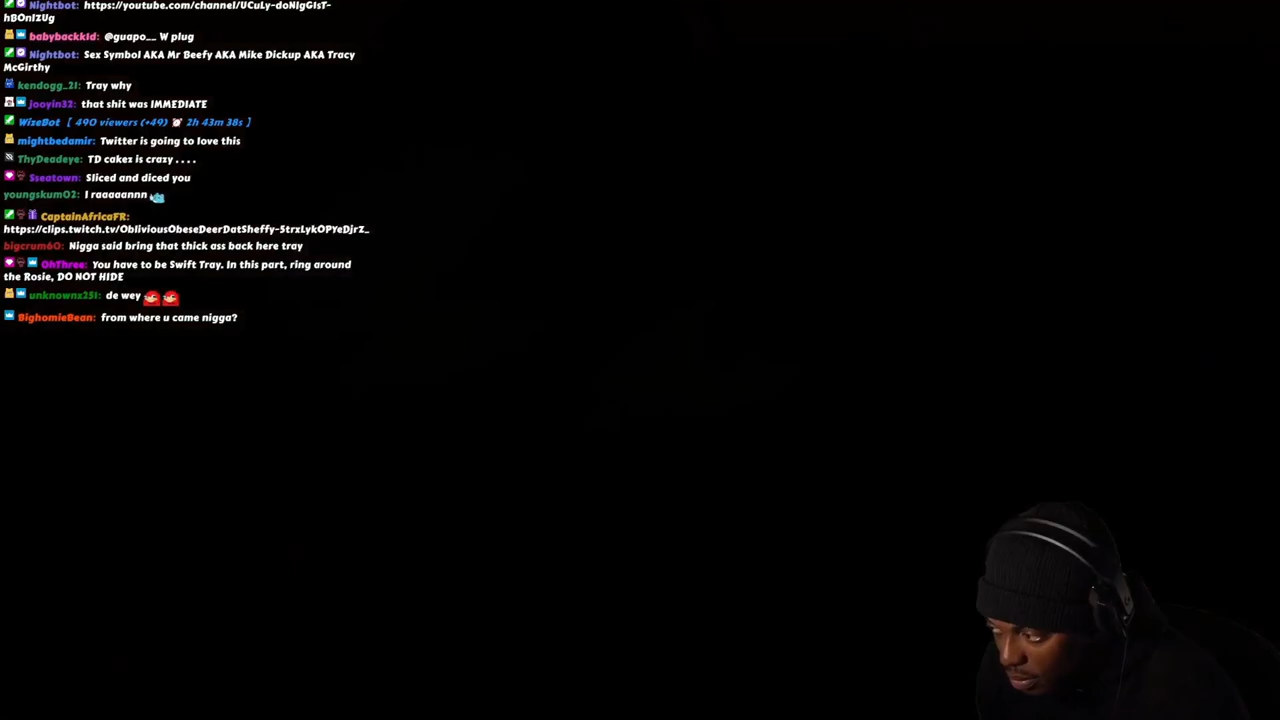 Nightbot: https://youtube.com/channel/UCuLy-doNIgGIsT-
hBOnIZUg
babybackk1d: @guapo__ W plug
Nightbot: Sex Symbol AKA Mr Beefy AKA Mike Dickup AKA Tracy
McGirthy
kendogg_21: Tray why
jooyin32: that shit was IMMEDIATE
WizeBot [ 490 viewers (+49) ⏰ 2h 43m 38s ]
mightbedamir: Twitter is going to love this
ThyDeadeye: TD cakez is crazy . . . .
Sseatown: Sliced and diced you
youngskum02: I raaaaannn
CaptainAfricaFR:
https://clips.twitch.tv/ObliviousObeseDeerDatSheffy-5trxLykOPYeDjrZ_
bigcrum60: Nigga said bring that thick ass back here tray
OhThree: You have to be Swift Tray. In this part, ring around
the Rosie, DO NOT HIDE
unknownx251: de wey
BighomieBean: from where u came nigga?